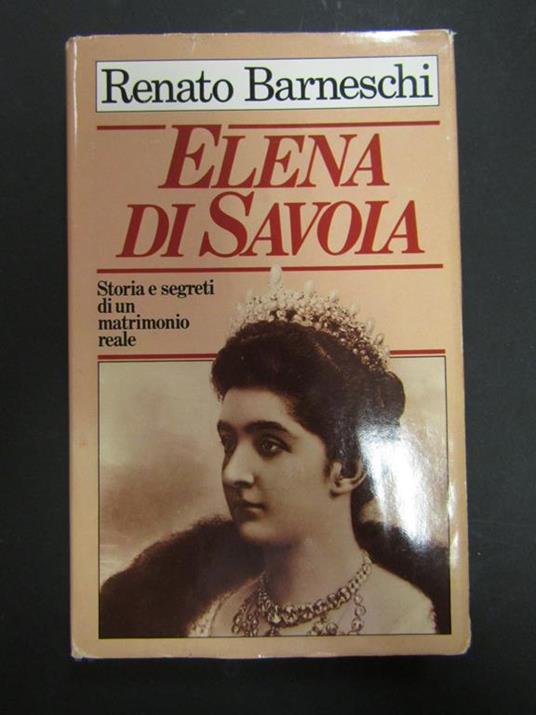 Renato Barneschi
ELENA
DI SAVOIA
Storia e segreti
di un
matrimonio
reale